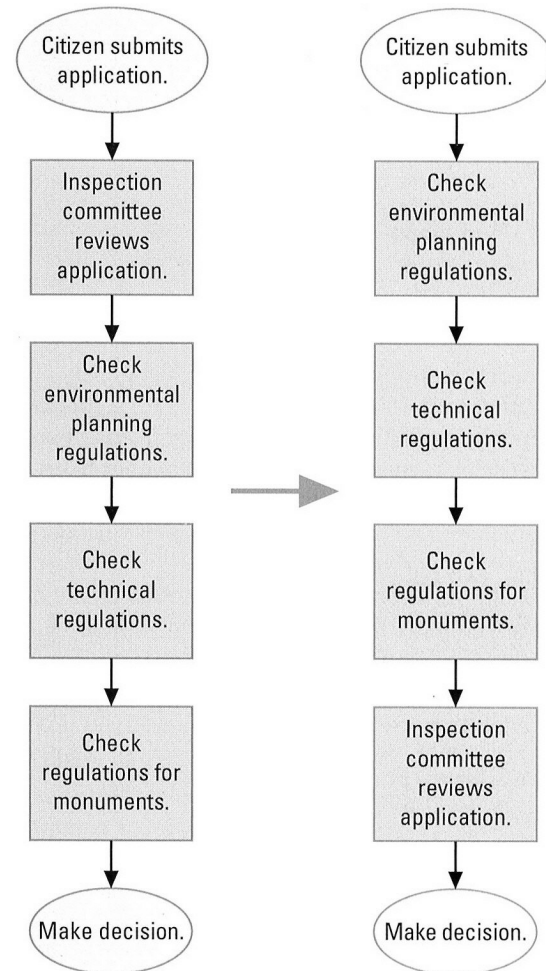 Citizen submits
application.
Inspection
committee
reviews
application.
Check
environmental
planning
regulations.
Check
technical
regulations.
Check
regulations for
monuments.
Make decision.
Citizen submits
application.
Check
environmental
planning
regulations.
Check
technical
regulations.
Check
regulations for
monuments.
Inspection
committee
reviews
application.
Make decision.